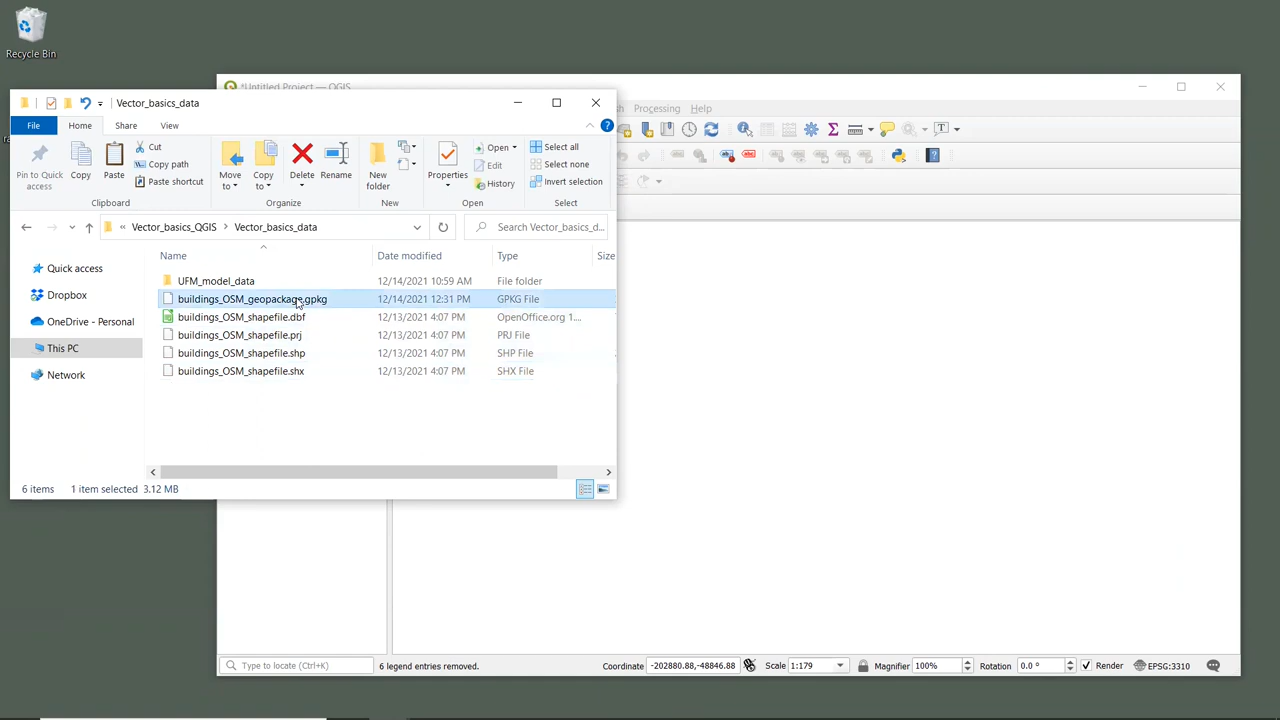 Recycle Bin
*Untitled Project — QGIS
Vector_basics_data
File Home Share View
Processing Help
Pin to Quick access
Copy
Paste
Cut
Copy path
Paste shortcut
Move to
Copy to
Delete
Rename
New folder
Properties
Open
Edit
History
Select all
Select none
Invert selection
Clipboard Organize New Open Select
« Vector_basics_QGIS > Vector_basics_data
Search Vector_basics_d...
Name Date modified Type Size
Quick access
Dropbox
OneDrive - Personal
This PC
Network
UFM_model_data 12/14/2021 10:59 AM File folder
buildings_OSM_geopackage.gpkg 12/14/2021 12:31 PM GPKG File
buildings_OSM_shapefile.dbf 12/13/2021 4:07 PM OpenOffice.org 1....
buildings_OSM_shapefile.prj 12/13/2021 4:07 PM PRJ File
buildings_OSM_shapefile.shp 12/13/2021 4:07 PM SHP File
buildings_OSM_shapefile.shx 12/13/2021 4:07 PM SHX File
6 items 1 item selected 3.12 MB
Type to locate (Ctrl+K) 6 legend entries removed. Coordinate -202880.88,-48846.88 Scale 1:179 Magnifier 100% Rotation 0.0 ° Render EPSG:3310